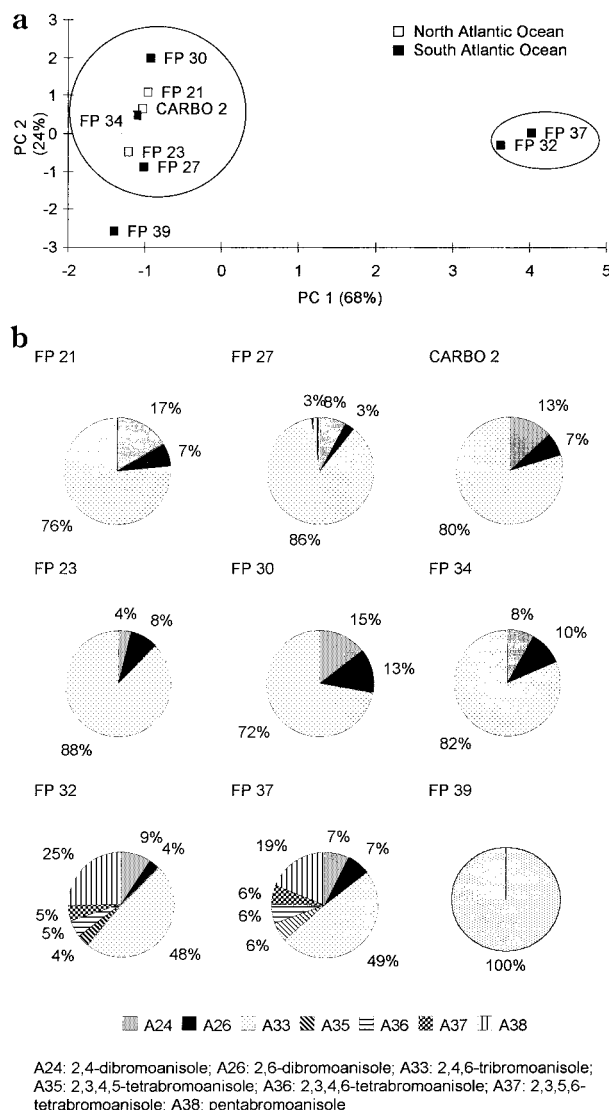 a
3
2
1
0
-1
-2
-3
PC 2
(24%)
□ North Atlantic Ocean
■ South Atlantic Ocean
FP 30
FP 21
CARBO 2
FP 34
FP 23
FP 27
FP 39
FP 37
FP 32
-2 -1 0 1 2 3 4 5
PC 1 (68%)
b
FP 21 FP 27 CARBO 2
17% 7% 76%
3% 8% 3% 86%
13% 7% 80%
FP 23 FP 30 FP 34
4% 8% 88%
15% 13% 72%
8% 10% 82%
FP 32 FP 37 FP 39
25% 9% 4% 5% 5% 4% 48%
19% 7% 7% 6% 6% 6% 49%
100%
A24 A26 A33 A35 A36 A37 A38
A24: 2,4-dibromoanisole; A26: 2,6-dibromoanisole; A33: 2,4,6-tribromoanisole;
A35: 2,3,4,5-tetrabromoanisole; A36: 2,3,4,6-tetrabromoanisole; A37: 2,3,5,6-
tetrabromoanisole; A38: pentabromoanisole